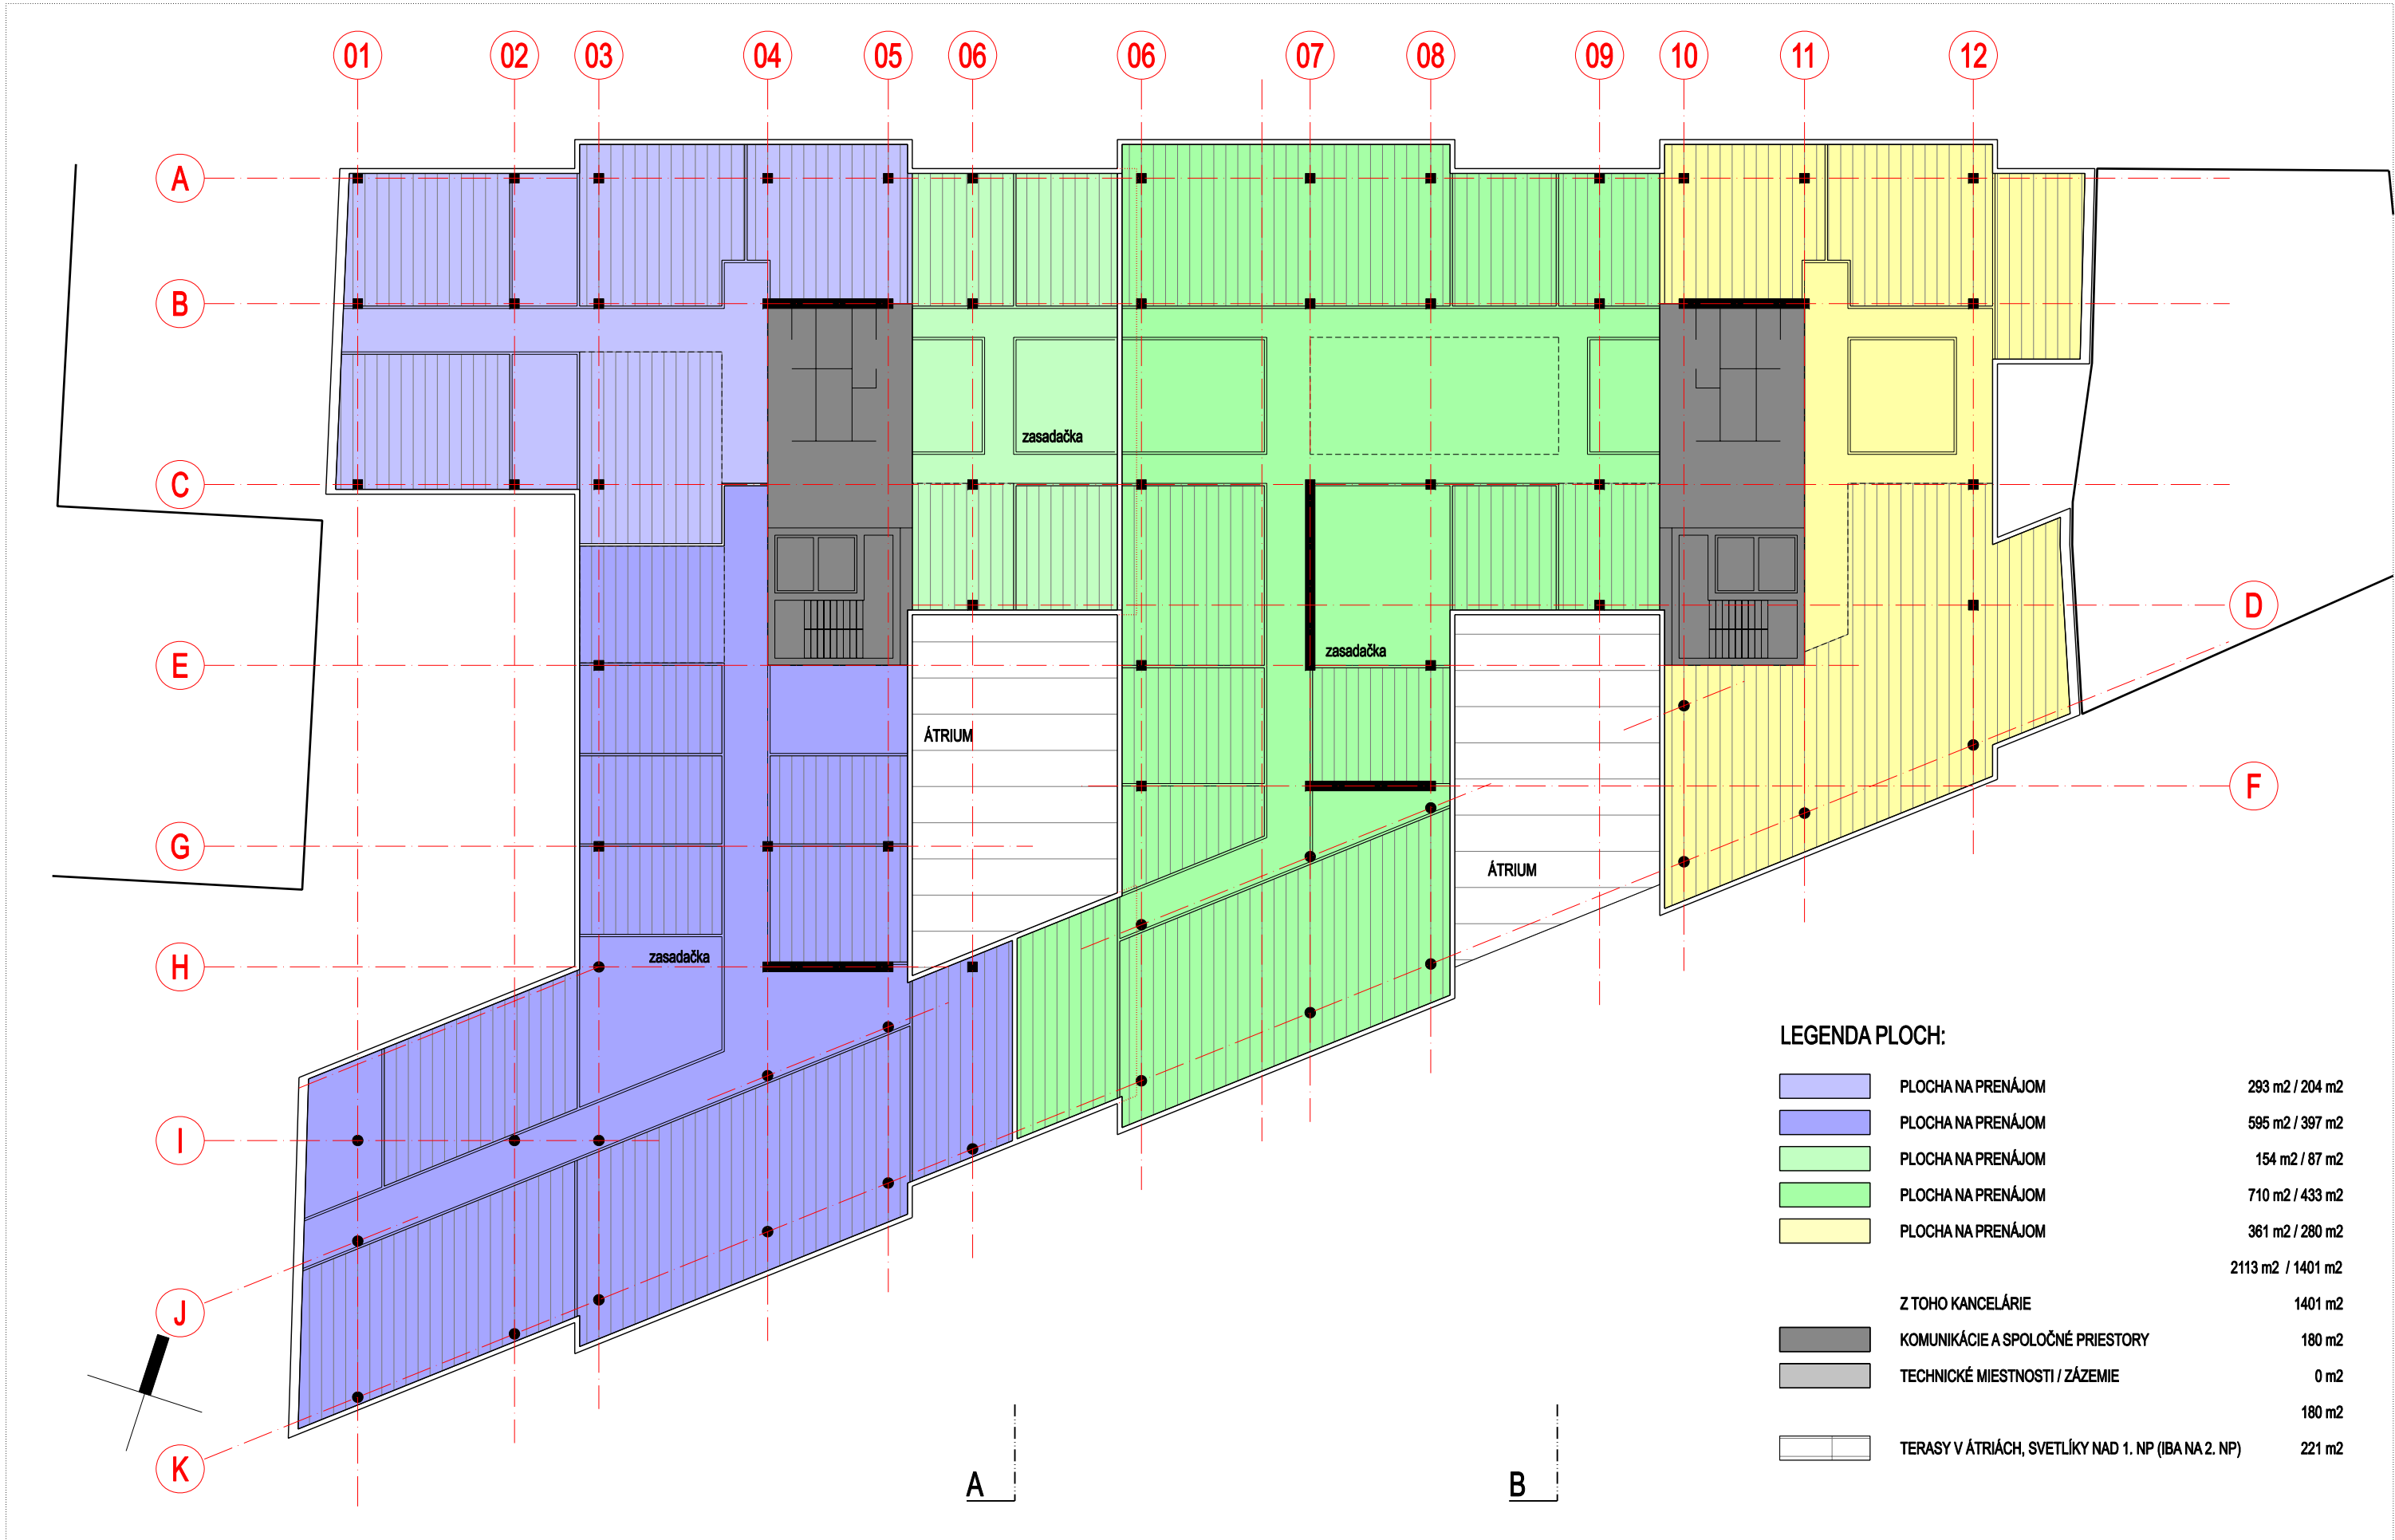 01 02 03 04 05 06 06 07 08 09 10 11 12
A
B
C
zasadačka
D
E
zasadačka
ÁTRIUM
F
G
ÁTRIUM
H
zasadačka
I
J
K
A
B
LEGENDA PLOCH:
PLOCHA NA PRENÁJOM 293 m2 / 204 m2
PLOCHA NA PRENÁJOM 595 m2 / 397 m2
PLOCHA NA PRENÁJOM 154 m2 / 87 m2
PLOCHA NA PRENÁJOM 710 m2 / 433 m2
PLOCHA NA PRENÁJOM 361 m2 / 280 m2
2113 m2 / 1401 m2
Z TOHO KANCELÁRIE 1401 m2
KOMUNIKÁCIE A SPOLOČNÉ PRIESTORY 180 m2
TECHNICKÉ MIESTNOSTI / ZÁZEMIE 0 m2
180 m2
TERASY V ÁTRIÁCH, SVETLÍKY NAD 1. NP (IBA NA 2. NP) 221 m2